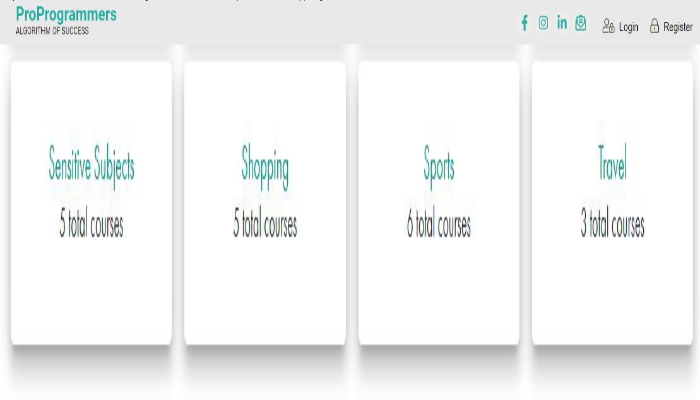 ProProgrammers
ALGORITHM OF SUCCESS
Login
Register
Sensitive Subjects
5 total courses
Shopping
5 total courses
Sports
6 total courses
Travel
3 total courses